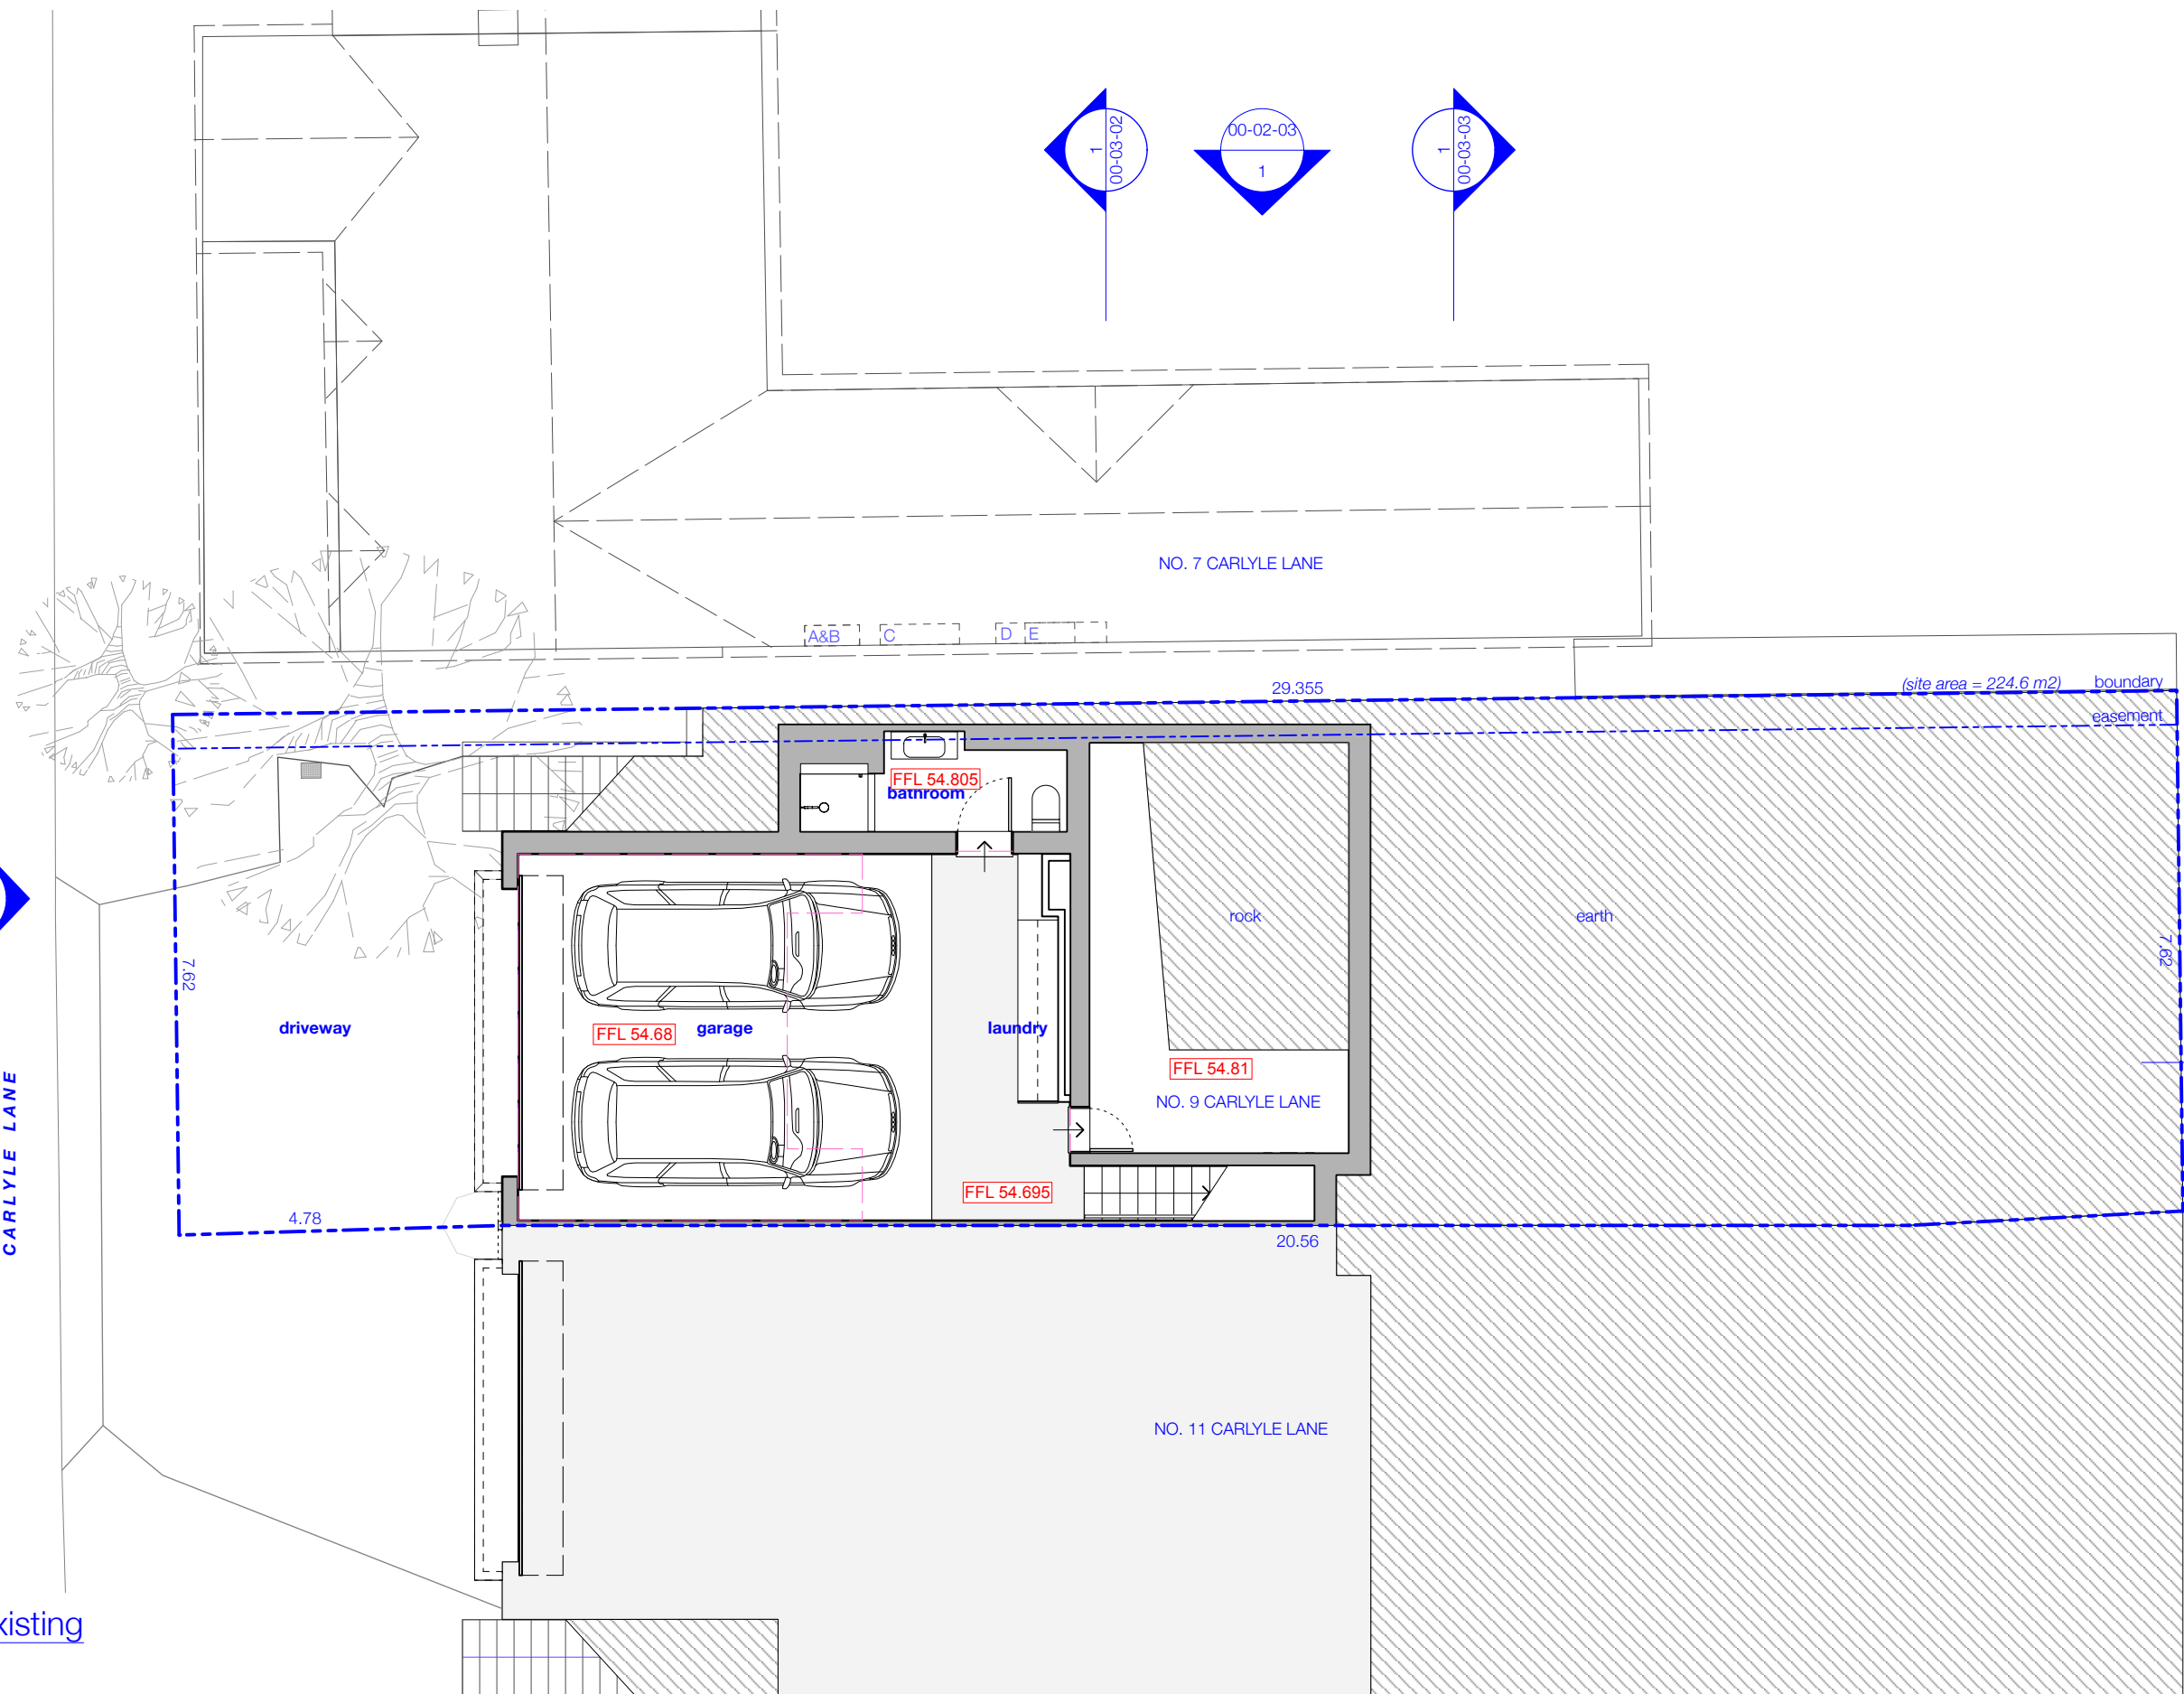 00-03-02
1
00-02-03
1
00-03-03
1
NO. 7 CARLYLE LANE
A&B
C
D
E
29.355
(site area = 224.6 m2)
boundary
easement
FFL 54.805
bathroom
rock
earth
7.62
7.62
driveway
FFL 54.68
garage
laundry
FFL 54.81
NO. 9 CARLYLE LANE
CARLYLE LANE
FFL 54.695
4.78
20.56
NO. 11 CARLYLE LANE
xisting